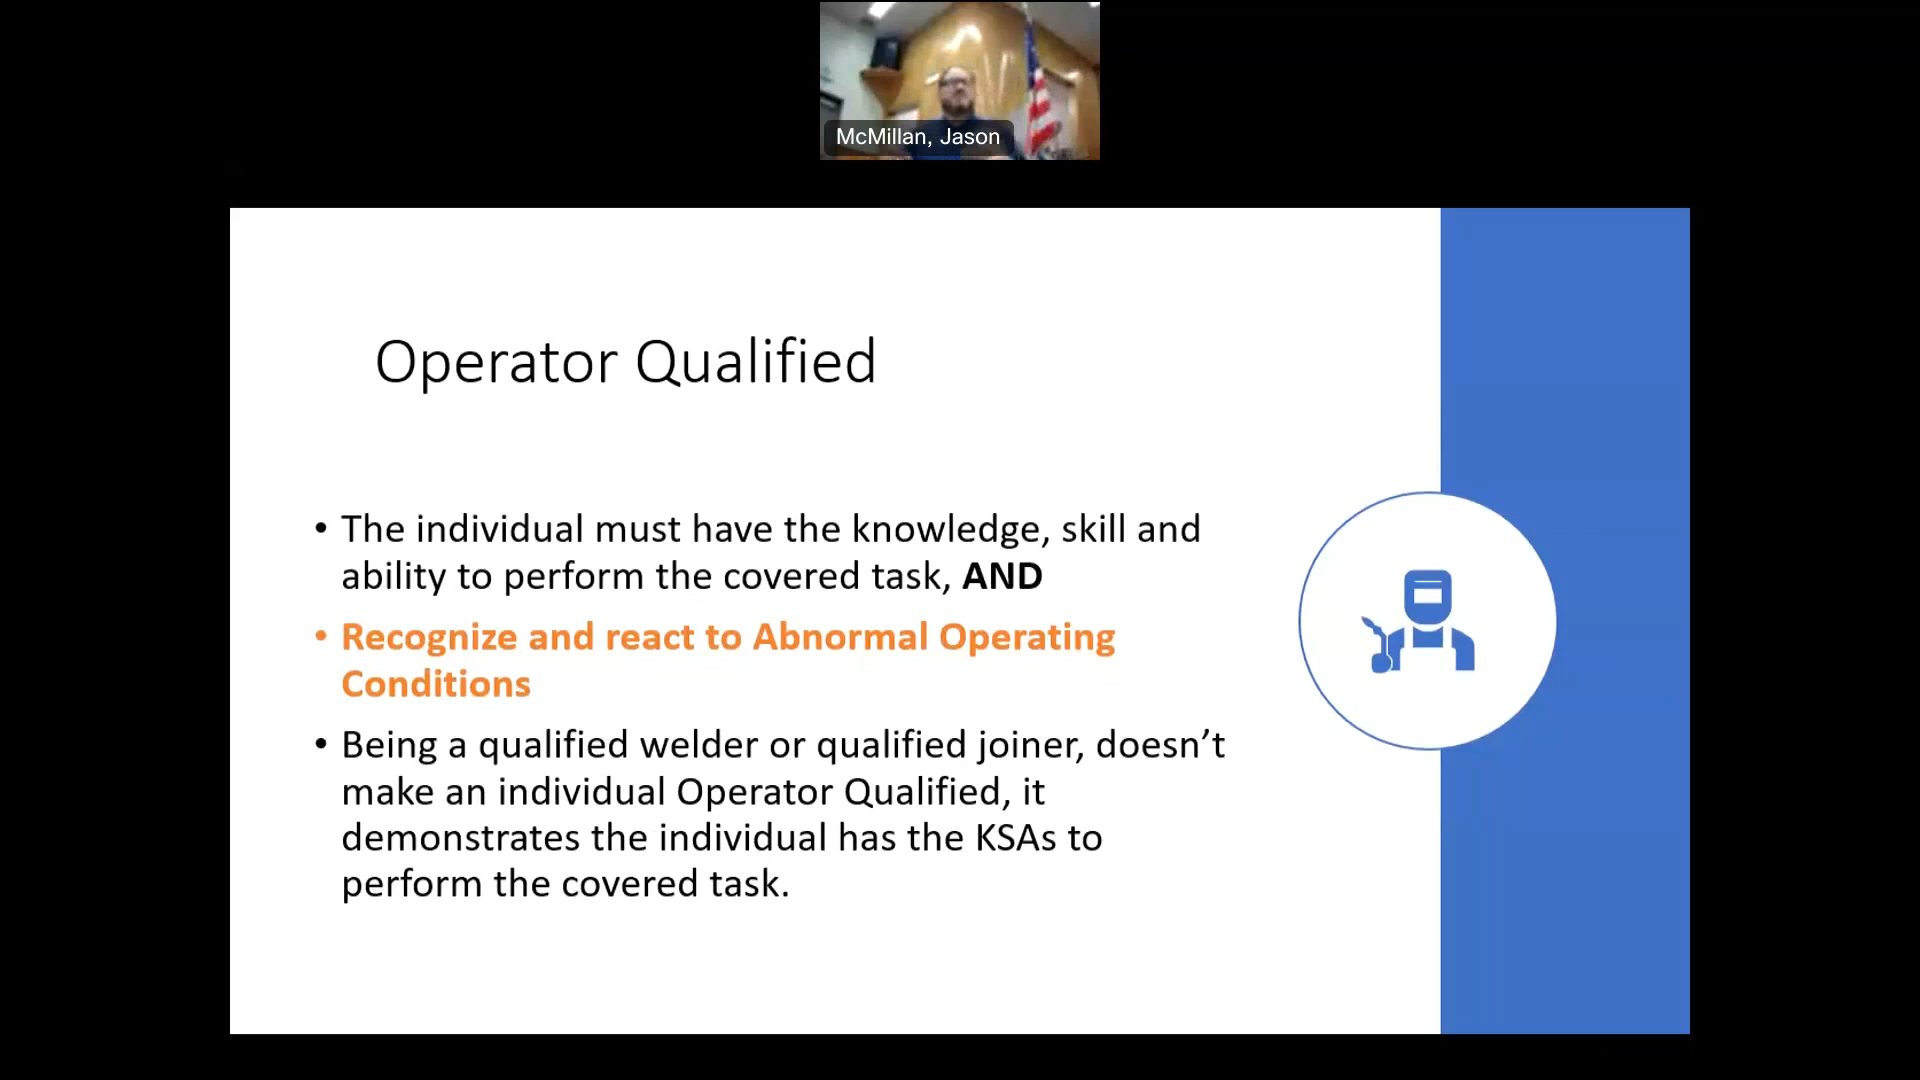 McMillan, Jason
Operator Qualified
• The individual must have the knowledge, skill and
ability to perform the covered task, AND
• Recognize and react to Abnormal Operating
Conditions
• Being a qualified welder or qualified joiner, doesn’t
make an individual Operator Qualified, it
demonstrates the individual has the KSAs to
perform the covered task.